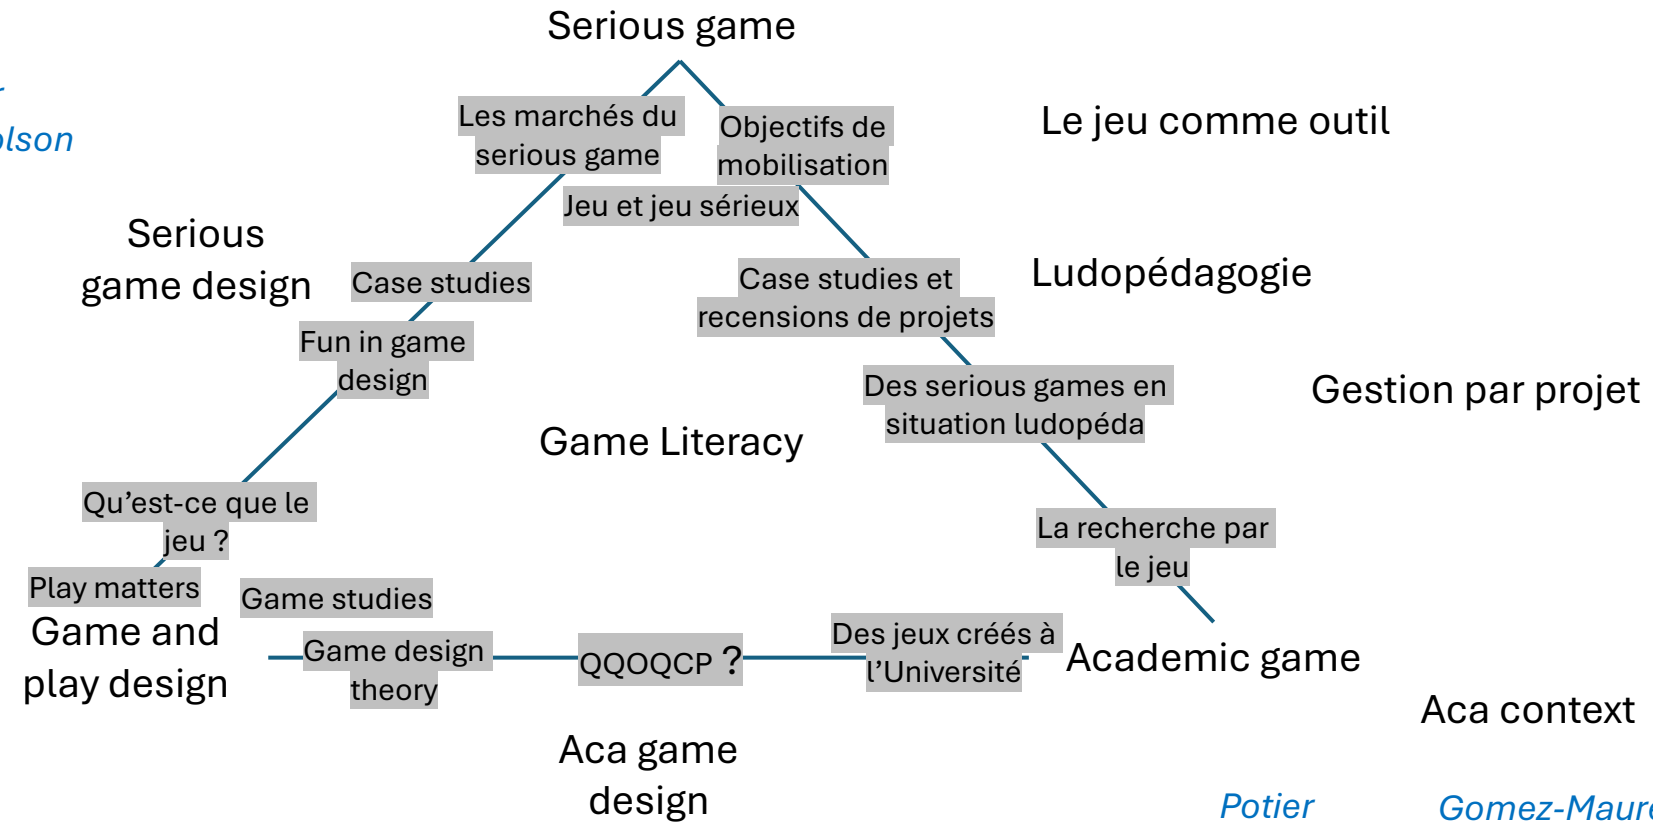 Serious game
Les marchés du
serious game
Objectifs de
mobilisation
Le jeu comme outil
Jeu et jeu sérieux
Serious
game design
Case studies
Case studies et
recensions de projets
Ludopédagogie
Fun in game
design
Des serious games en
situation ludopéda
Gestion par projet
Game Literacy
Qu’est-ce que le
jeu ?
La recherche par
le jeu
Play matters
Game studies
Game and
play design
Game design
theory
QQOQCP ?
Des jeux créés à
l’Université
Academic game
Aca context
Aca game
design
Potier